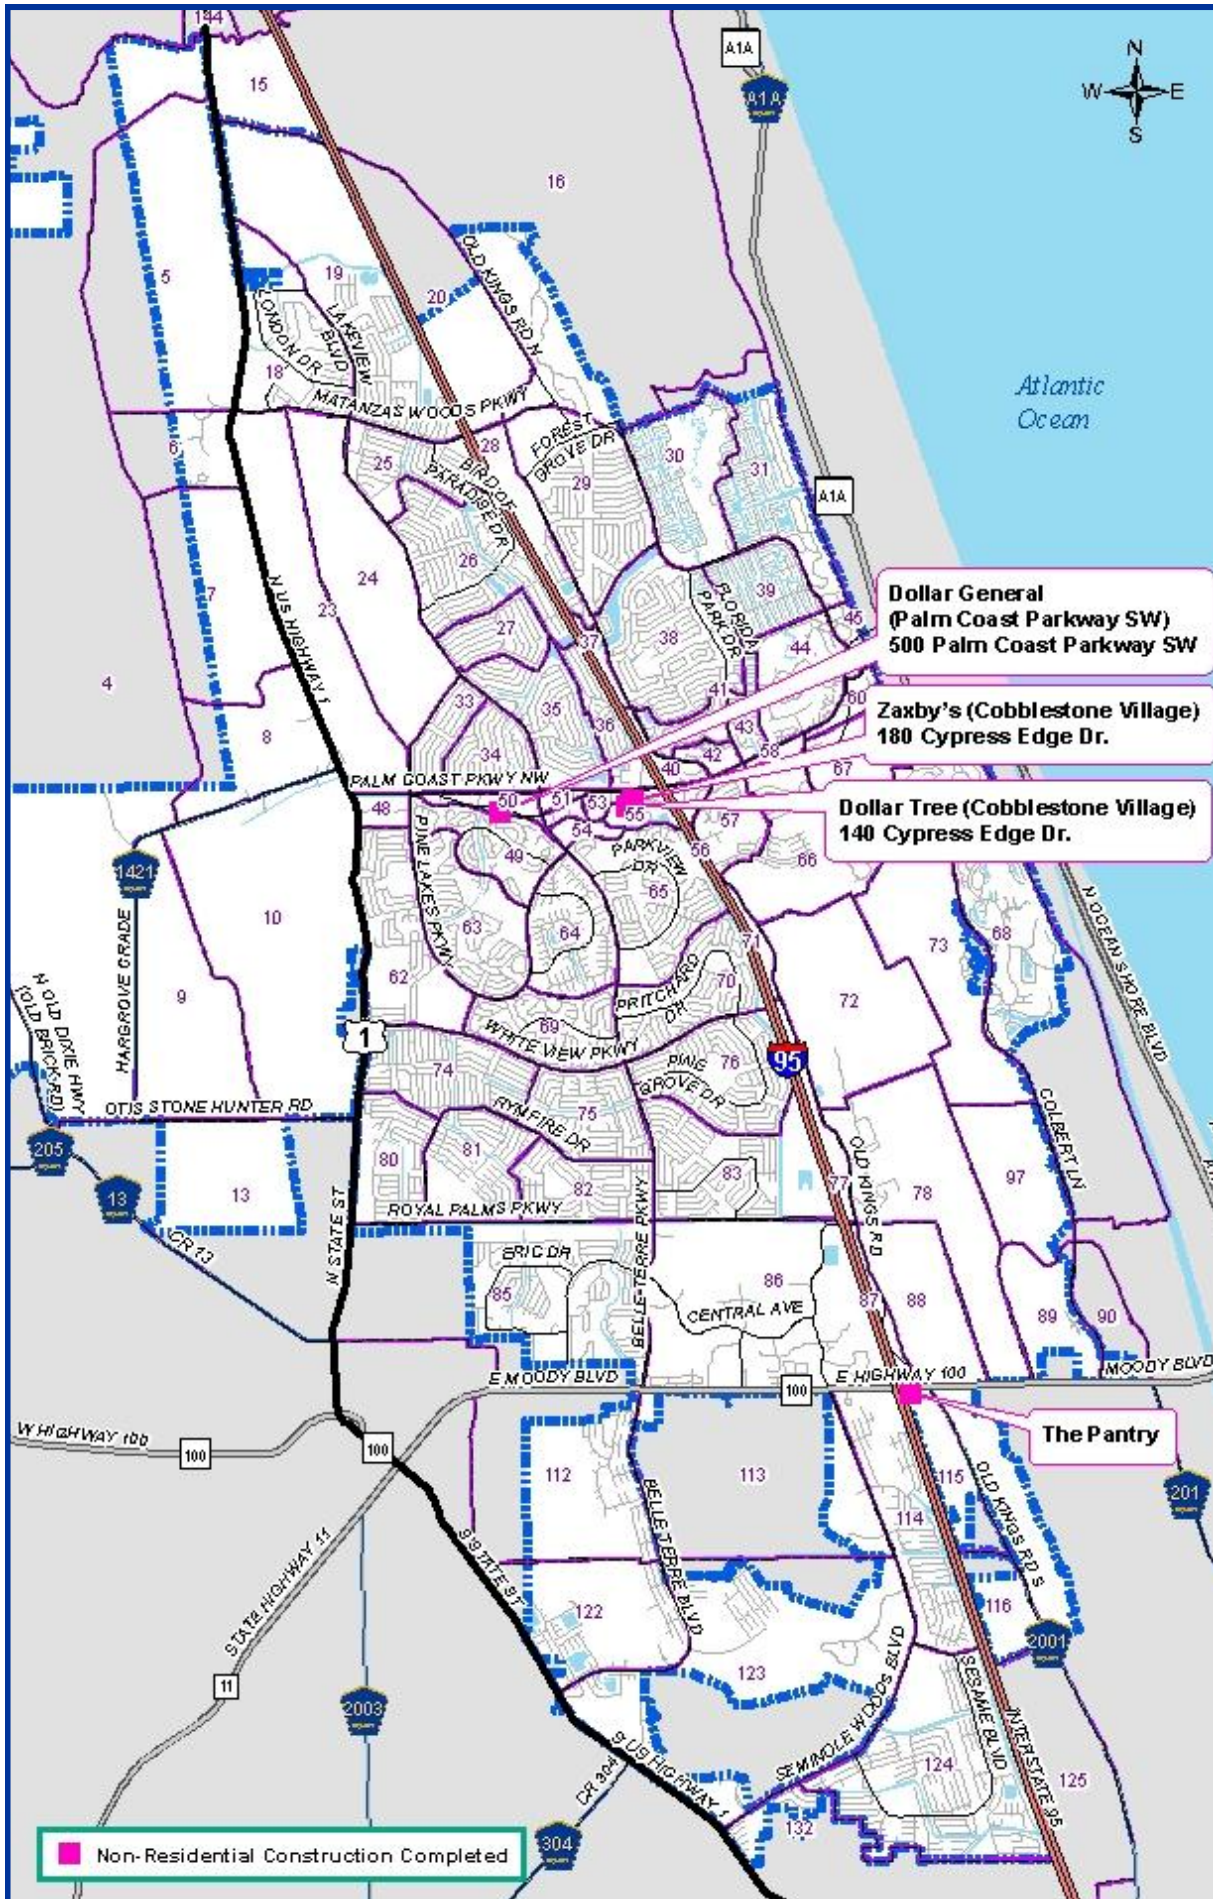 144
15
A1A
A1A
N
W E
S
16
5
19
20
OLD KINGS RD N
LONDON DR
LAKEVIEW
BLVD
18
MATANZAS WOODS PKWY
Atlantic
Ocean
6
25
28
FOREST
GROVE DR
30
31
BIRD OF
PARADISE DR
29
A1A
26
7
N US HIGHWAY 1
23
24
27
37
38
FLORIDA
PARK DR
39
45
44
Dollar General
(Palm Coast Parkway SW)
500 Palm Coast Parkway SW
4
8
33
34
35
36
41
43
42
58
60
Zaxby's (Cobblestone Village)
180 Cypress Edge Dr.
PALM COAST PKWY NW
40
67
48
50
51
53
55
57
Dollar Tree (Cobblestone Village)
140 Cypress Edge Dr.
54
56
49
PINE LAKES PKWY
PARKVIEW
DR
66
1421
10
HARGROVE GRADE
65
63
64
N OCEAN SHORE BLVD
68
73
71
9
62
PRITCHARD
DR
70
72
N OLD DIXIE HWY
(OLD BRICK RD)
1
69
WHITE VIEW PKWY
95
74
PINE
GROVE DR
76
OTIS STONE HUNTER RD
75
RYMFIRE DR
COLBERT LN
205
13
13
80
81
82
83
77
OLD KINGS RD
78
97
ROYAL PALMS PKWY
BELLE-TERRE PKWY
CR 13
N STATE ST
ERIC DR
85
86
87
88
89
90
CENTRAL AVE
E MOODY BLVD
100
E HIGHWAY 100
MOODY BLVD
W HIGHWAY 100
100
100
The Pantry
112
113
115
OLD KINGS RD S
201
BELLE TERRE BLVD
114
STATE HIGHWAY 11
S STATE ST
122
116
2001
11
2003
123
SEMINOLE WOODS BLVD
SESAME BLVD
INTERSTATE 95
S US HIGHWAY 1
CR 304
124
125
132
304
Non-Residential Construction Completed